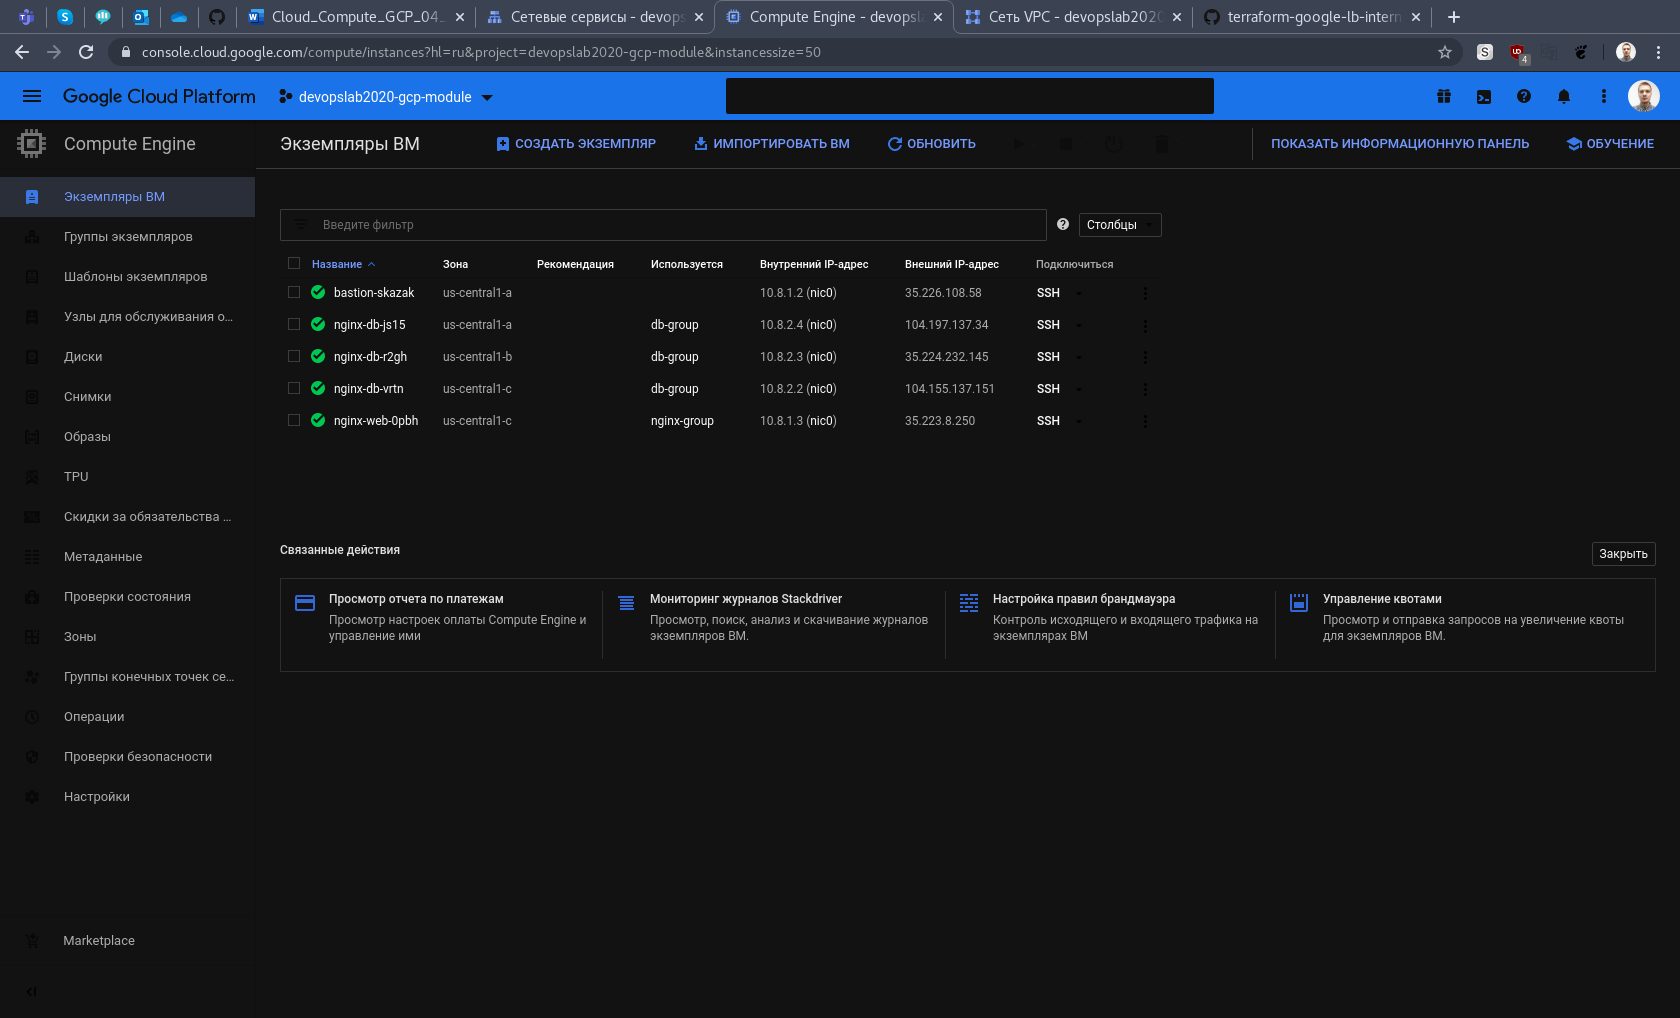 Cloud_Compute_GCP_04_
Сетевые сервисы - devops
Compute Engine - devopsl
Сеть VPC - devopslab2020
terraform-google-lb-intern
console.cloud.google.com/compute/instances?hl=ru&project=devopslab2020-gcp-module&instancessize=50
4
Google Cloud Platform
devopslab2020-gcp-module
Compute Engine
Экземпляры ВМ
СОЗДАТЬ ЭКЗЕМПЛЯР
ИМПОРТИРОВАТЬ ВМ
ОБНОВИТЬ
ПОКАЗАТЬ ИНФОРМАЦИОННУЮ ПАНЕЛЬ
ОБУЧЕНИЕ
Экземпляры ВМ
Группы экземпляров
Шаблоны экземпляров
Узлы для обслуживания о...
Диски
Снимки
Образы
TPU
Скидки за обязательства ...
Метаданные
Проверки состояния
Зоны
Группы конечных точек се...
Операции
Проверки безопасности
Настройки
Marketplace
Введите фильтр
Столбцы
Название Зона Рекомендация Используется Внутренний IP-адрес Внешний IP-адрес Подключиться
bastion-skazak us-central1-a 10.8.1.2 (nic0) 35.226.108.58 SSH
nginx-db-js15 us-central1-a db-group 10.8.2.4 (nic0) 104.197.137.34 SSH
nginx-db-r2gh us-central1-b db-group 10.8.2.3 (nic0) 35.224.232.145 SSH
nginx-db-vrtn us-central1-c db-group 10.8.2.2 (nic0) 104.155.137.151 SSH
nginx-web-0pbh us-central1-c nginx-group 10.8.1.3 (nic0) 35.223.8.250 SSH
Связанные действия
Закрыть
Просмотр отчета по платежам
Просмотр настроек оплаты Compute Engine и
управление ими
Мониторинг журналов Stackdriver
Просмотр, поиск, анализ и скачивание журналов
экземпляров ВМ.
Настройка правил брандмауэра
Контроль исходящего и входящего трафика на
экземплярах ВМ
Управление квотами
Просмотр и отправка запросов на увеличение квоты
для экземпляров ВМ.